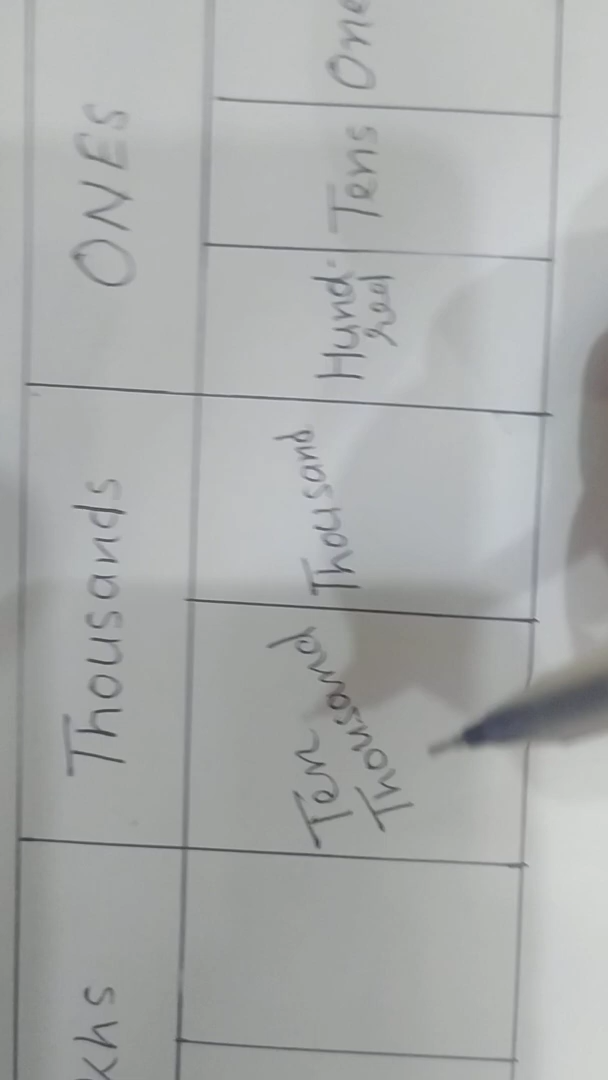 khs
Thousands
ONES
Ten
Thousand
Thousand
Hund-
red
Tens
One